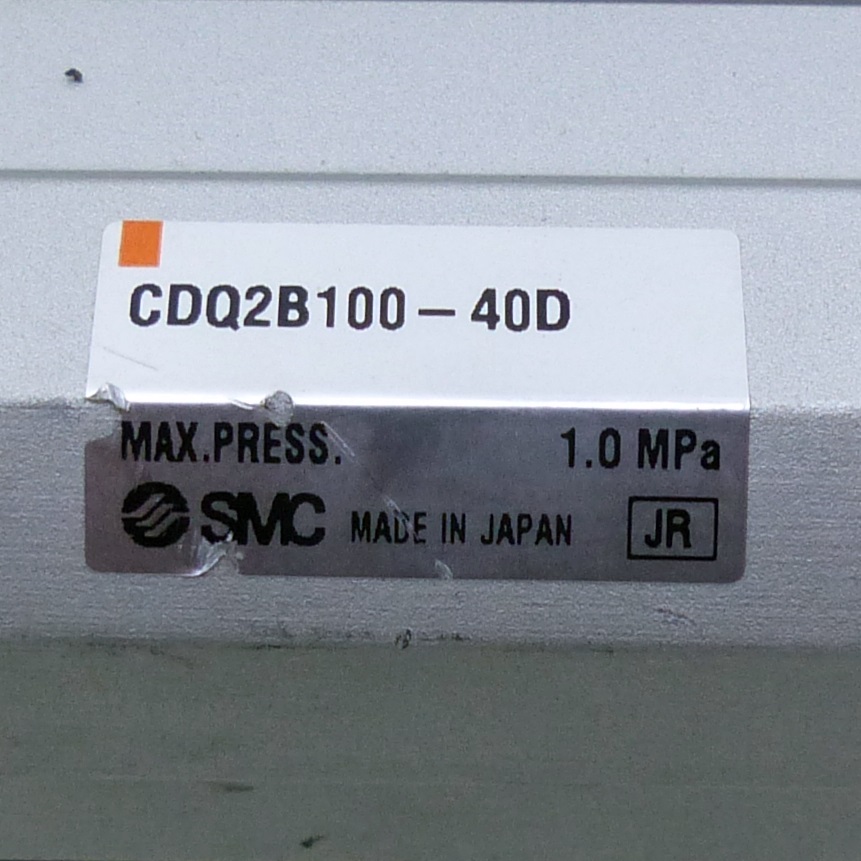 CDQ2B100-40D
MAX.PRESS. 1.0 MPa
SMC MADE IN JAPAN JR